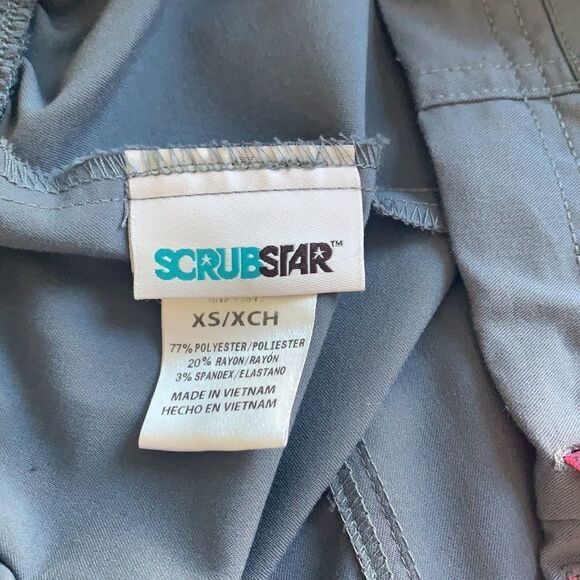 SCRUBSTAR™
XS/XCH
77% POLYESTER/POLIESTER
20% RAYON/RAYÓN
3% SPANDEX/ELASTANO
MADE IN VIETNAM
HECHO EN VIETNAM